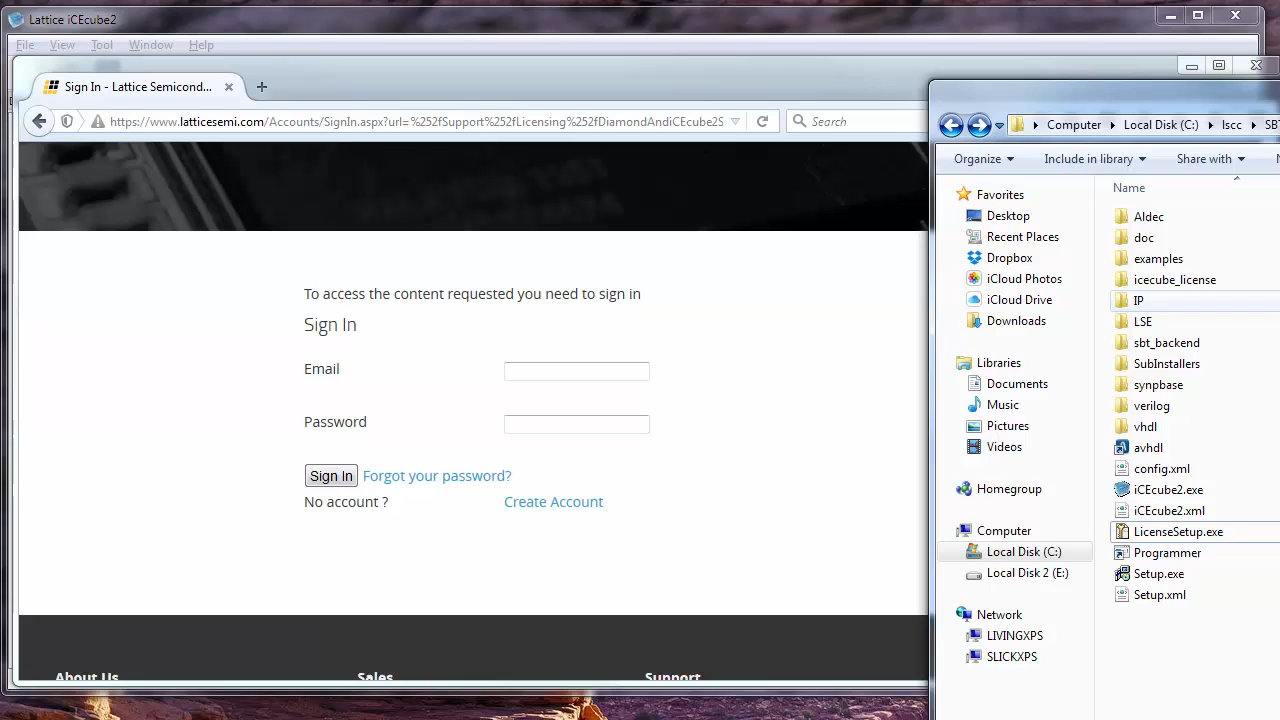 Lattice iCEcube2
File View Tool Window Help
Sign In - Lattice Semicond...
https://www.latticesemi.com/Accounts/SignIn.aspx?url=%252fSupport%252fLicensing%252fDiamondAndiCEcube2S
Search
To access the content requested you need to sign in
Sign In
Email
Password
Sign In Forgot your password?
No account ? Create Account
About Us Sales Support
Computer Local Disk (C:) lscc SB
Organize Include in library Share with
Favorites
Desktop
Recent Places
Dropbox
iCloud Photos
iCloud Drive
Downloads
Libraries
Documents
Music
Pictures
Videos
Homegroup
Computer
Local Disk (C:)
Local Disk 2 (E:)
Network
LIVINGXPS
SLICKXPS
Name
Aldec
doc
examples
icecube_license
IP
LSE
sbt_backend
SubInstallers
synpbase
verilog
vhdl
avhdl
config.xml
iCEcube2.exe
iCEcube2.xml
LicenseSetup.exe
Programmer
Setup.exe
Setup.xml